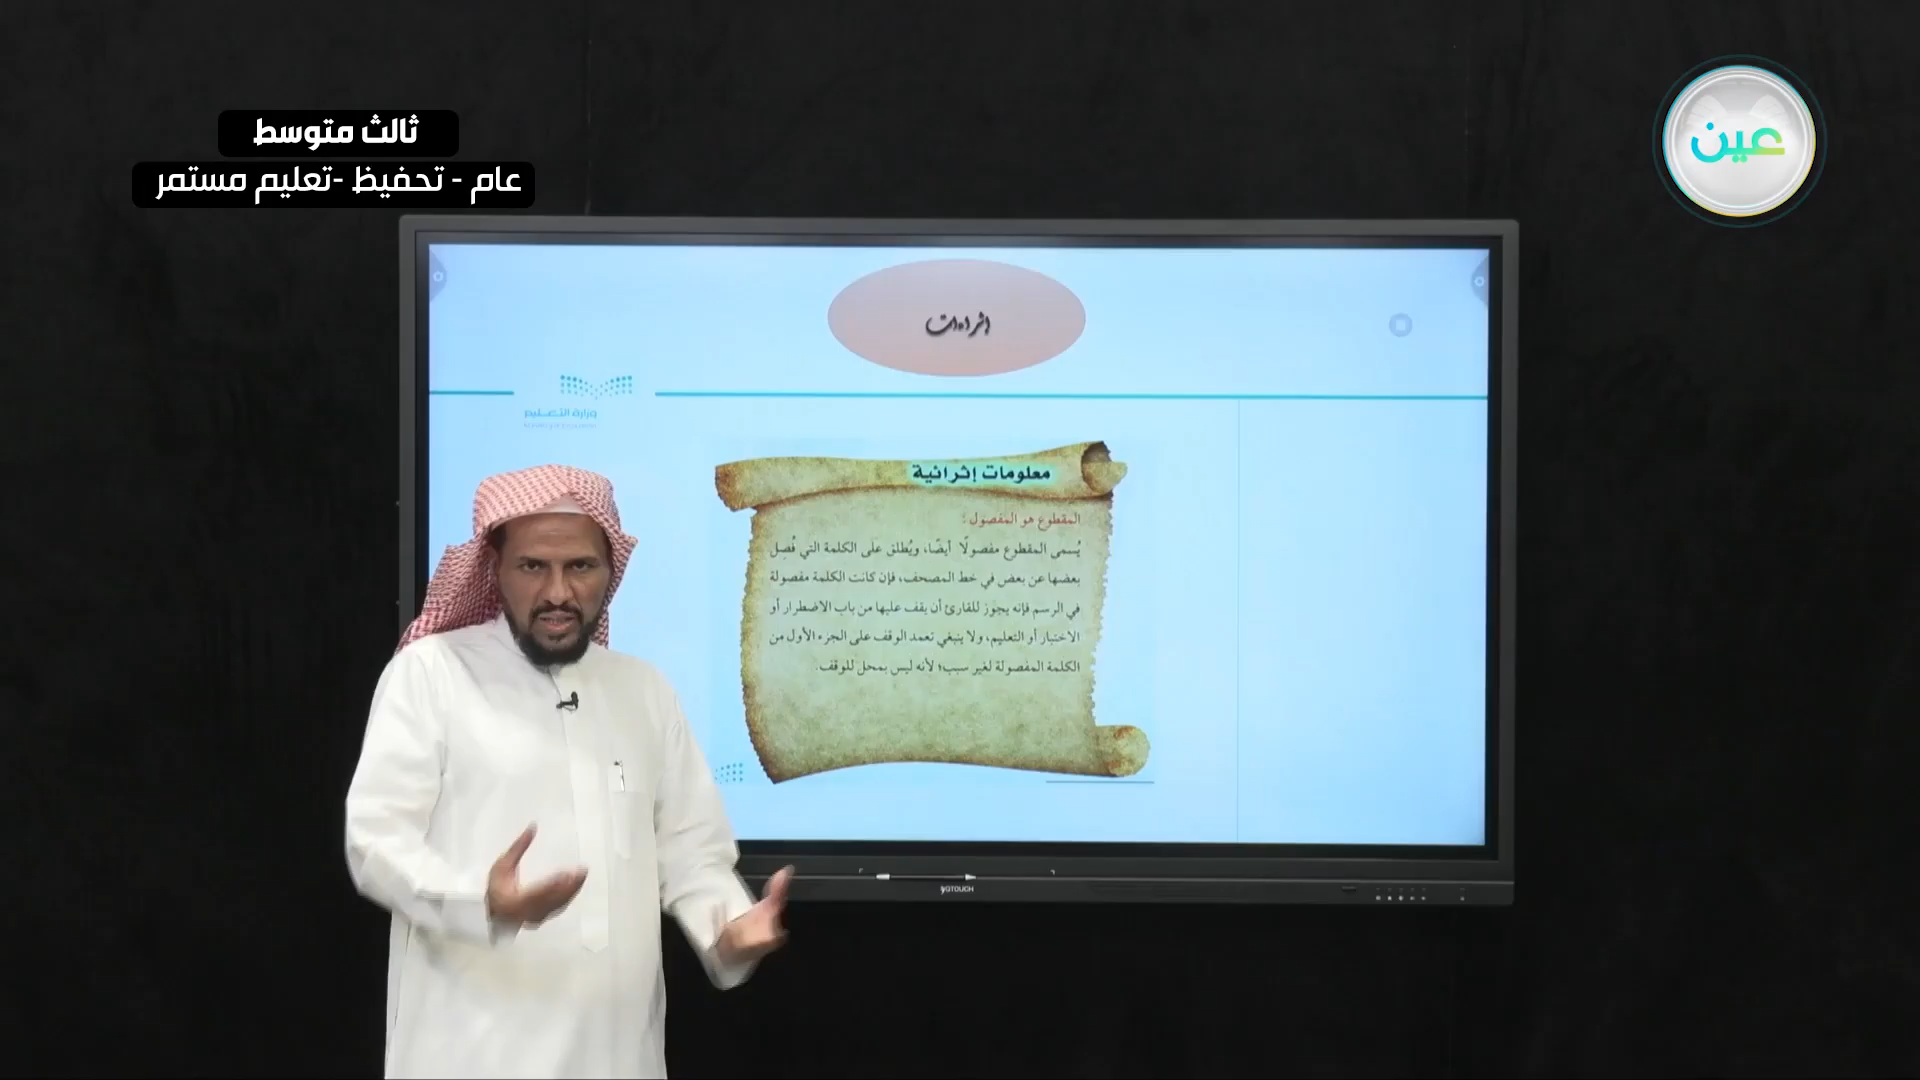 ثالث متوسط
عام - تحفيظ -تعليم مستمر
عين
إثراءات
وزارة التعليم
معلومات إثرائية
المقطوع هو المفصول :
يُسمى المقطوع مفصولًا أيضًا، ويُطلق على الكلمة التي فُصل
بعضها عن بعض في خط المصحف، فإن كانت الكلمة مفصولة
في الرسم فإنه يجوز للقارئ أن يقف عليها من باب الاضطرار أو
الاختبار أو التعليم، ولا ينبغي تعمد الوقف على الجزء الأول من
الكلمة المفصولة لغير سبب؛ لأنه ليس بمحل للوقف.
TOUCH